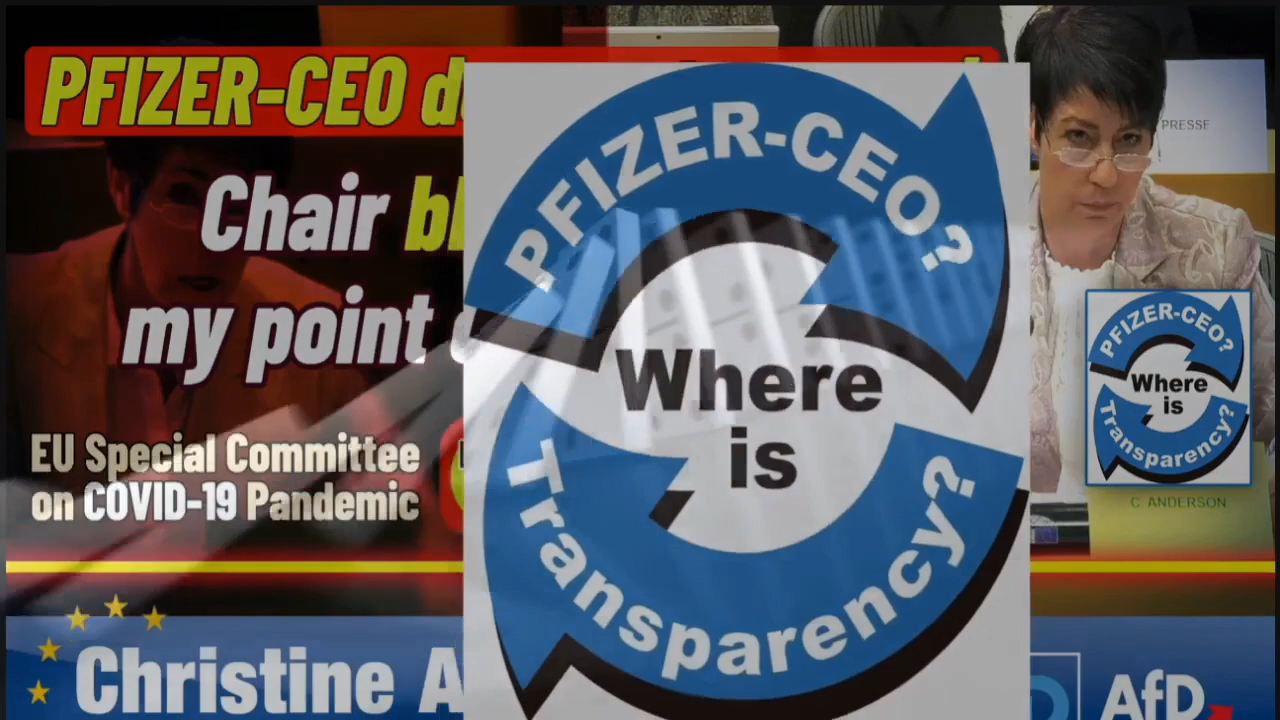 PFIZER-CEO
Chair
my point
EU Special Committee
on COVID-19 Pandemic
Christine A
PFIZER-CEO?
Where
is
Transparency?
PRESSE
PFIZER-CEO?
Where
is
Transparency?
C. ANDERSON
AfD